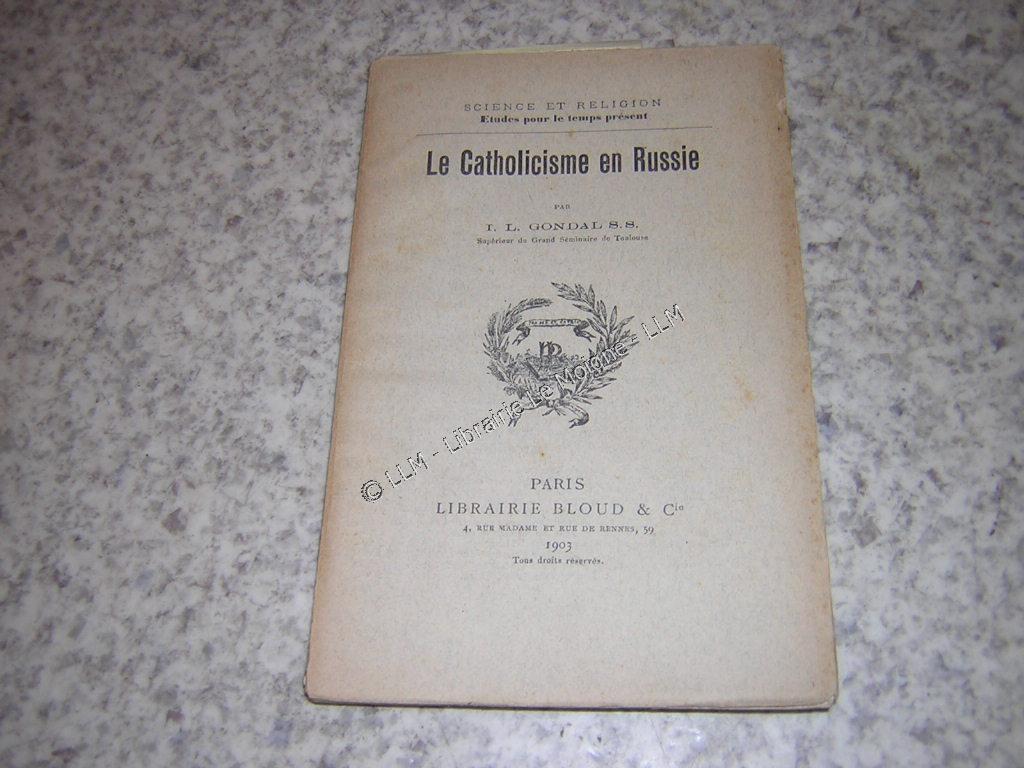 SCIENCE ET RELIGION
Etudes pour le temps présent
Le Catholicisme en Russie
PAR
I. L. GONDAL S.S.
Supérieur du Grand Séminaire de Toulouse
© LLM - Librairie Le Moigne - LLM
PARIS
LIBRAIRIE BLOUD & Cie
4, RUE MADAME ET RUE DE RENNES, 59
1903
Tous droits réservés.